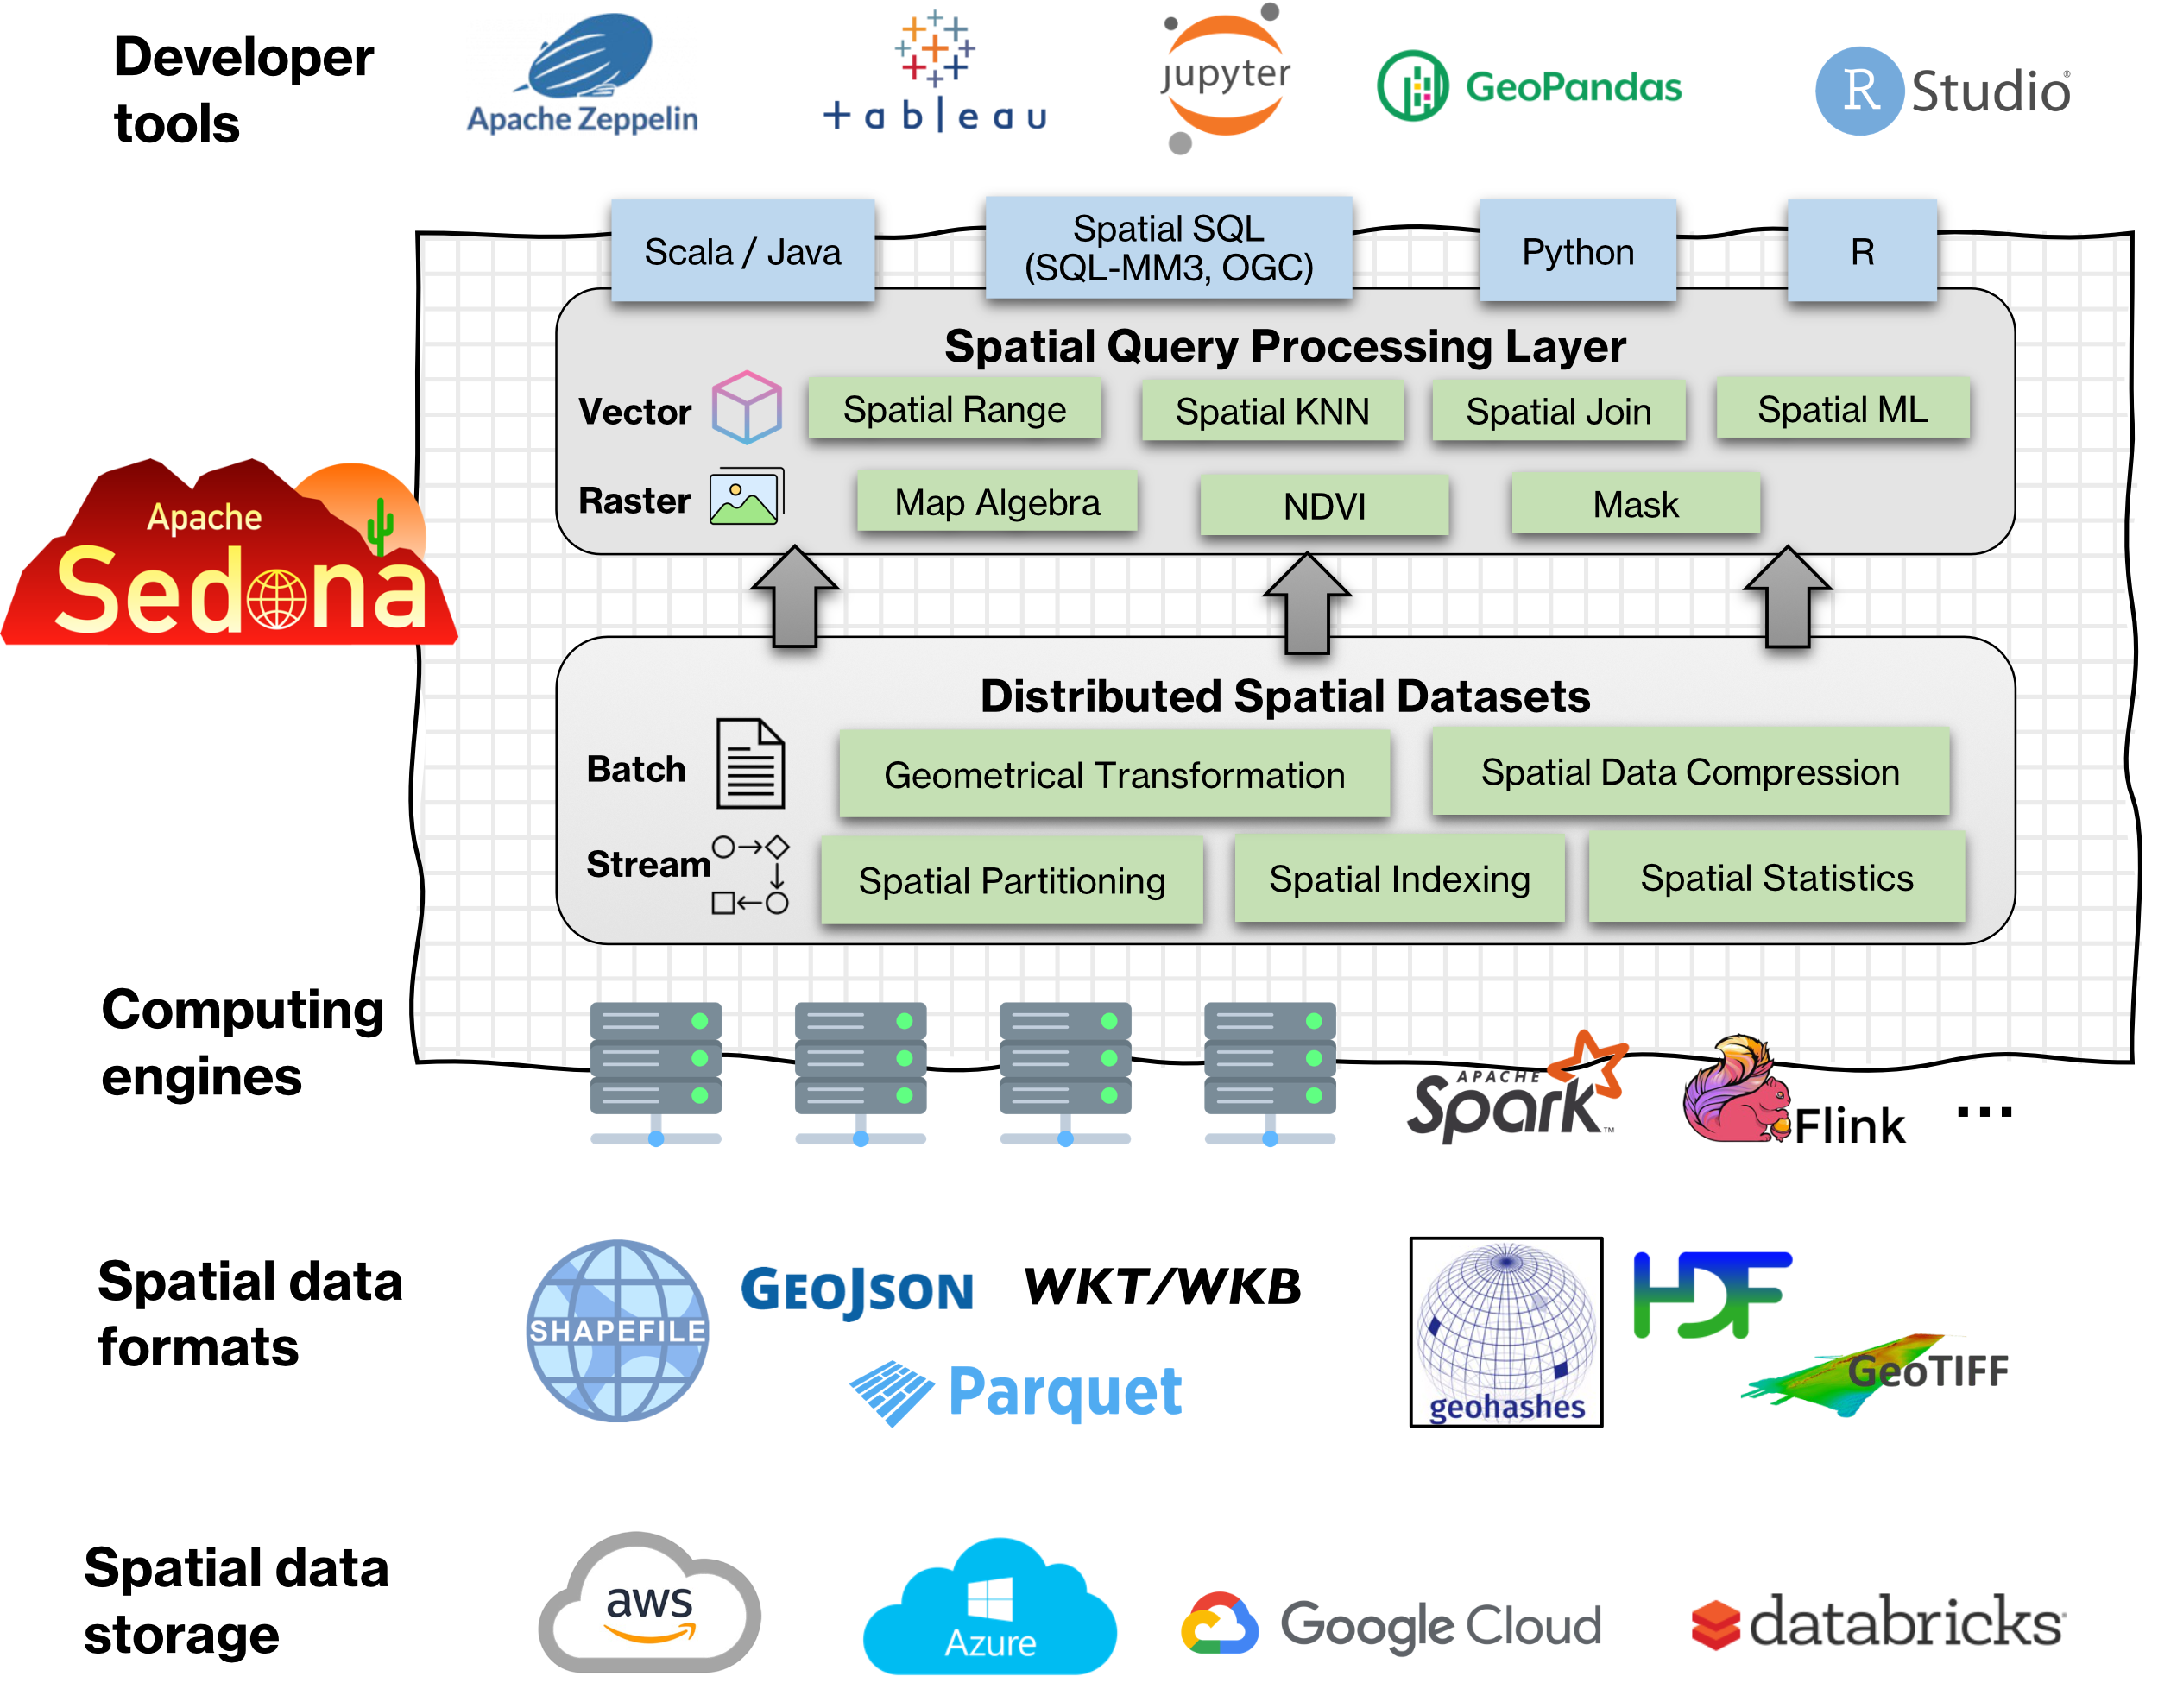 Developer
tools
Apache Zeppelin
+ableau
jupyter
GeoPandas
R Studio®
Scala / Java
Spatial SQL
(SQL-MM3, OGC)
Python
R
Spatial Query Processing Layer
Vector
Spatial Range
Spatial KNN
Spatial Join
Spatial ML
Raster
Map Algebra
NDVI
Mask
Apache
Sedona
Distributed Spatial Datasets
Batch
Geometrical Transformation
Spatial Data Compression
Stream
Spatial Partitioning
Spatial Indexing
Spatial Statistics
Computing
engines
APACHE
Spark™
Flink
...
Spatial data
formats
SHAPEFILE
GEOJSON
WKT/WKB
Parquet
geohashes
HDF
GeoTIFF
Spatial data
storage
aws
Azure
Google Cloud
databricks